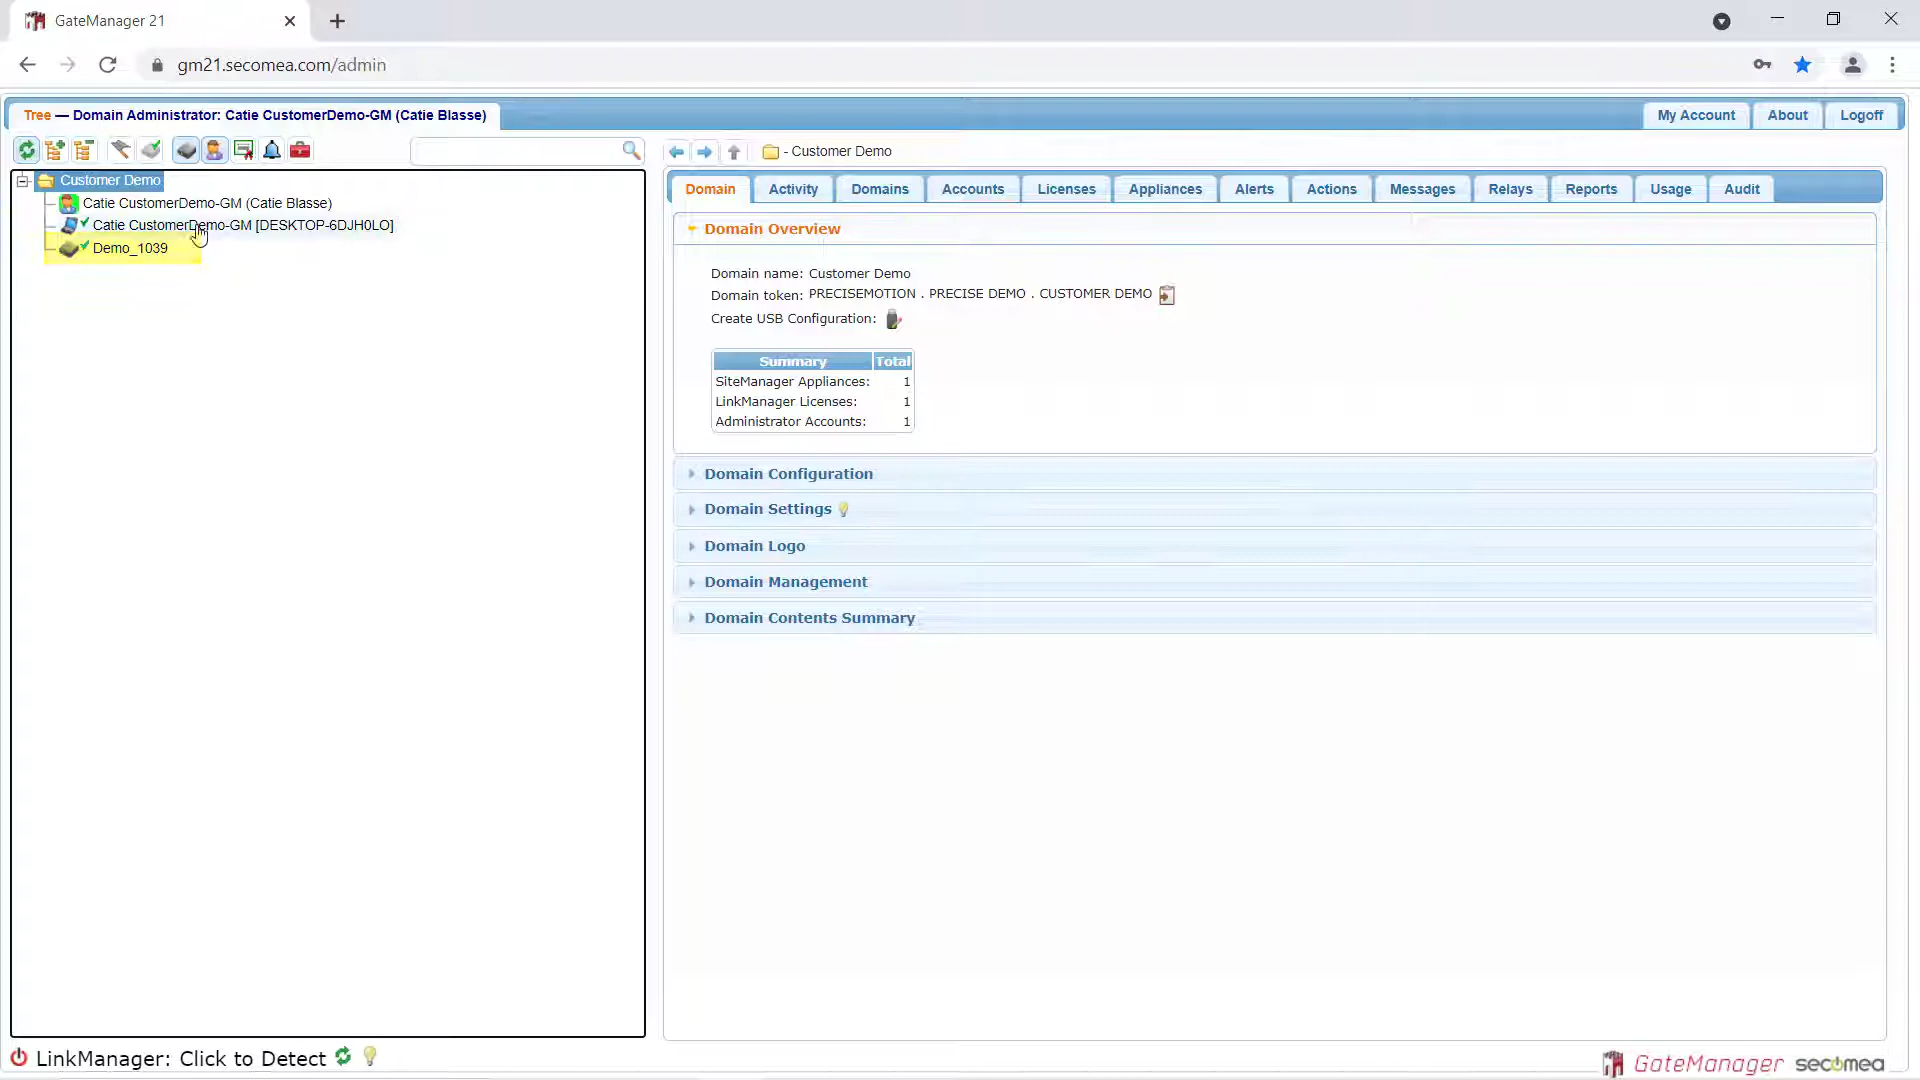 GateManager 21
gm21.secomea.com/admin
Tree — Domain Administrator: Catie CustomerDemo-GM (Catie Blasse)
My Account
About
Logoff
- Customer Demo
Customer Demo
Catie CustomerDemo-GM (Catie Blasse)
Catie CustomerDemo-GM [DESKTOP-6DJH0LO]
Demo_1039
Domain
Activity
Domains
Accounts
Licenses
Appliances
Alerts
Actions
Messages
Relays
Reports
Usage
Audit
Domain Overview
Domain name: Customer Demo
Domain token: PRECISEMOTION . PRECISE DEMO . CUSTOMER DEMO
Create USB Configuration:
Summary Total
SiteManager Appliances: 1
LinkManager Licenses: 1
Administrator Accounts: 1
Domain Configuration
Domain Settings
Domain Logo
Domain Management
Domain Contents Summary
LinkManager: Click to Detect
GateManager secomea